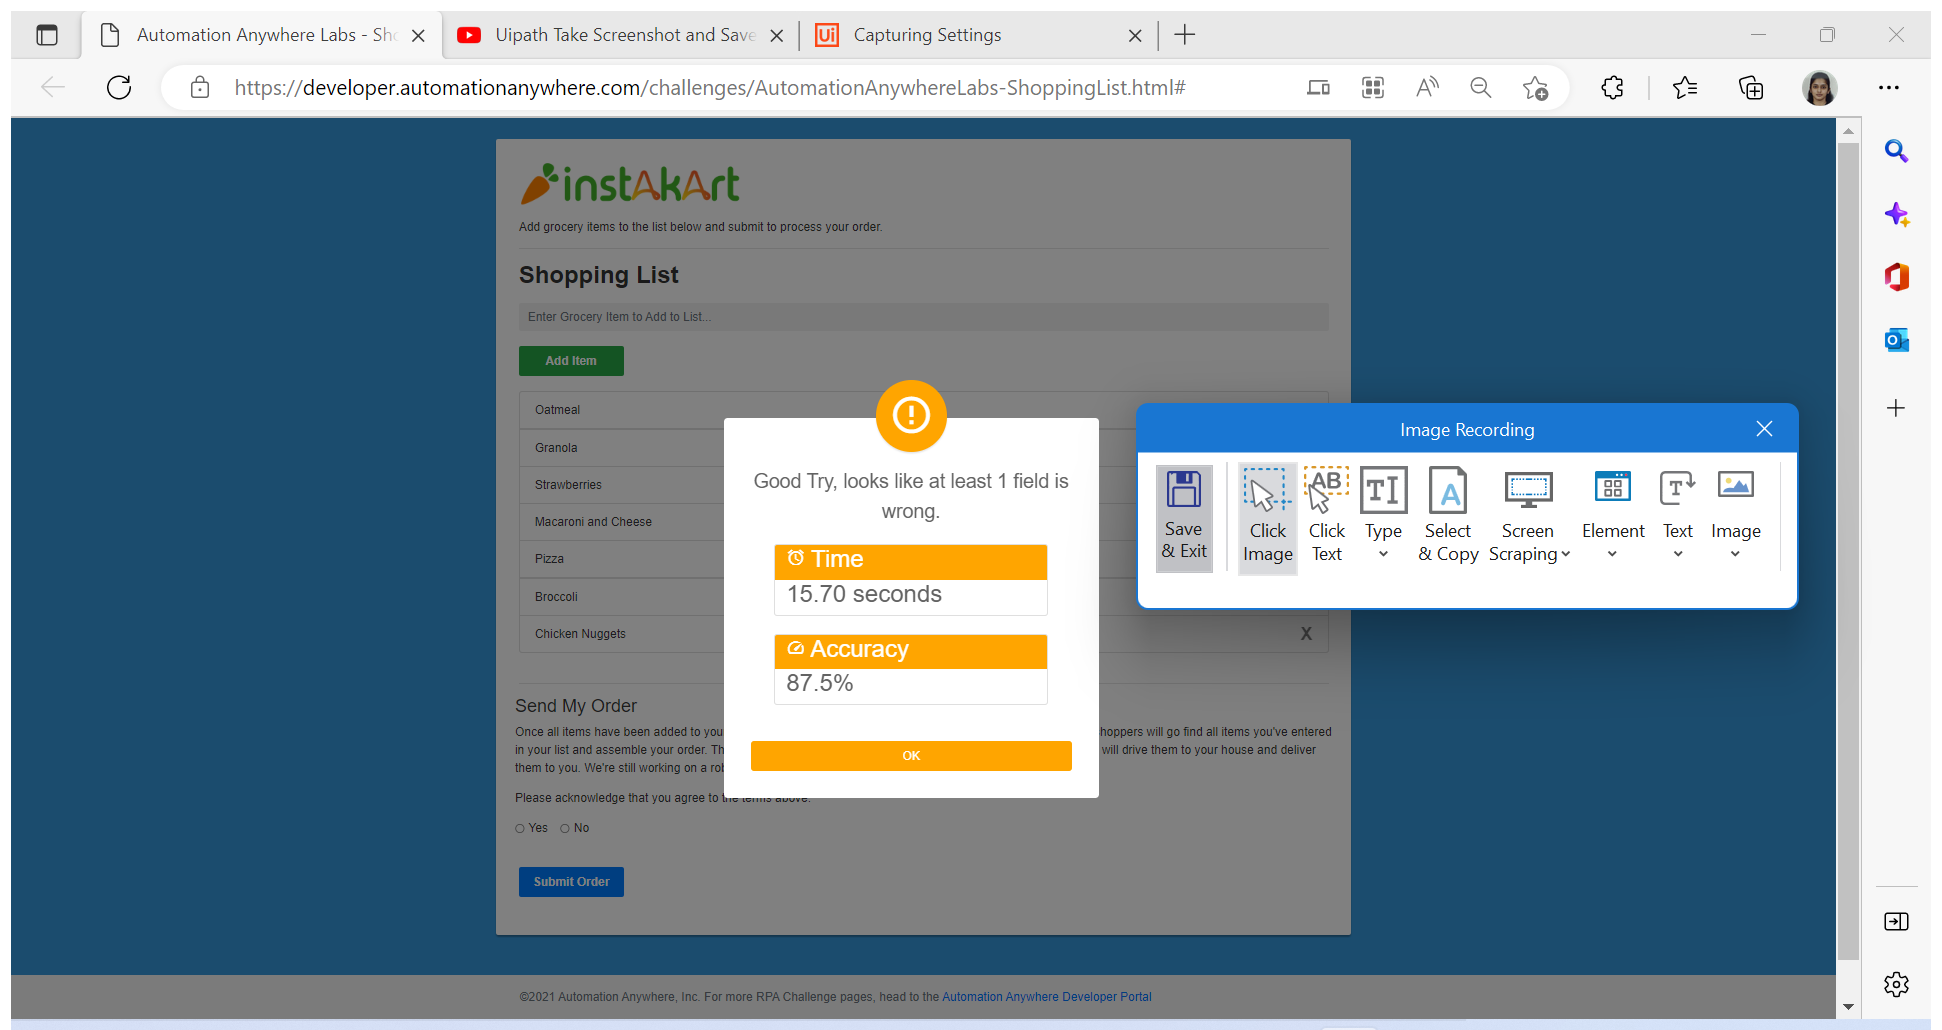 Automation Anywhere Labs - Sho
Uipath Take Screenshot and Save
Capturing Settings
https://developer.automationanywhere.com/challenges/AutomationAnywhereLabs-ShoppingList.html#
instAkArt
Add grocery items to the list below and submit to process your order.
Shopping List
Enter Grocery Item to Add to List...
Add Item
Oatmeal
Granola
Strawberries
Macaroni and Cheese
Pizza
Broccoli
Chicken Nuggets
X
Good Try, looks like at least 1 field is
wrong.
Time
15.70 seconds
Accuracy
87.5%
OK
Image Recording
Save & Exit
Click Image
Click Text
Type
Select & Copy
Screen Scraping
Element
Text
Image
Send My Order
Once all items have been added to you hoppers will go find all items you've entered
in your list and assemble your order. Th will drive them to your house and deliver
them to you. We're still working on a rob
Please acknowledge that you agree to the terms above.
Yes No
Submit Order
©2021 Automation Anywhere, Inc. For more RPA Challenge pages, head to the Automation Anywhere Developer Portal